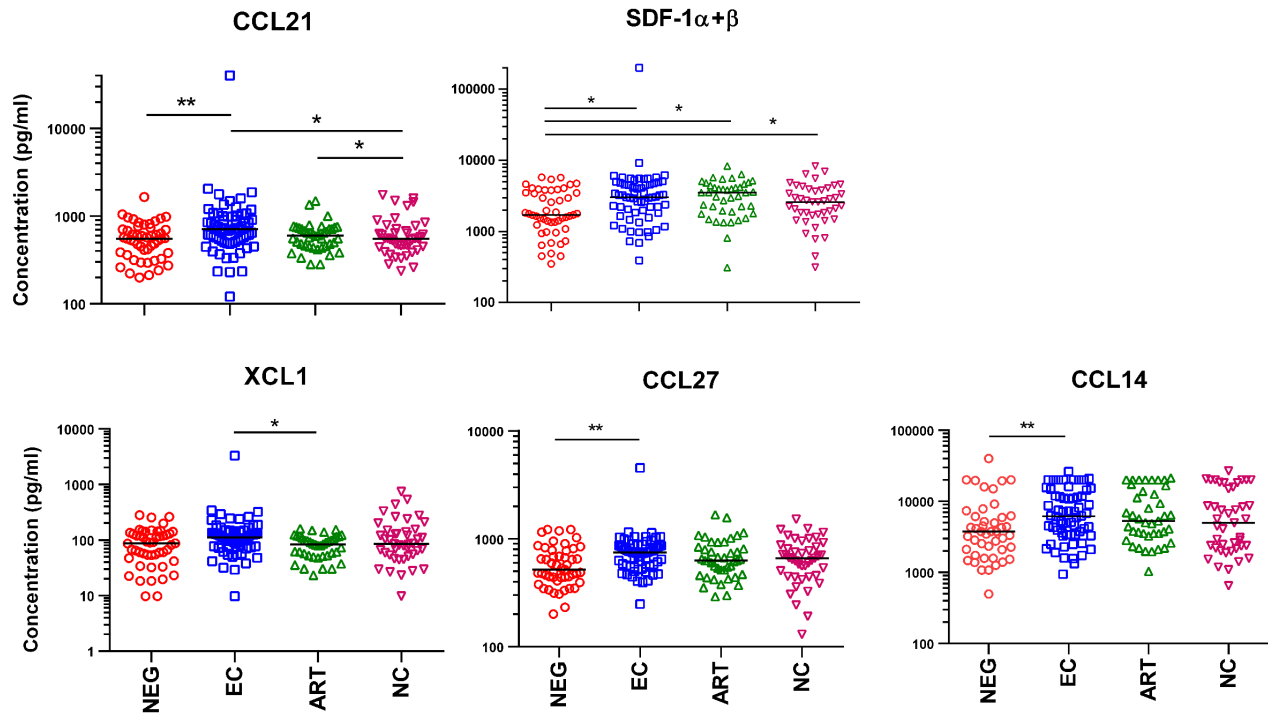 CCL21
SDF-1α+β
Concentration (pg/ml)
10000
1000
100
**
*
*
100000
10000
1000
100
*
*
*
XCL1
CCL27
CCL14
Concentration (pg/ml)
10000
1000
100
10
1
*
NEG
EC
ART
NC
10000
1000
100
**
NEG
EC
ART
NC
100000
10000
1000
100
**
NEG
EC
ART
NC